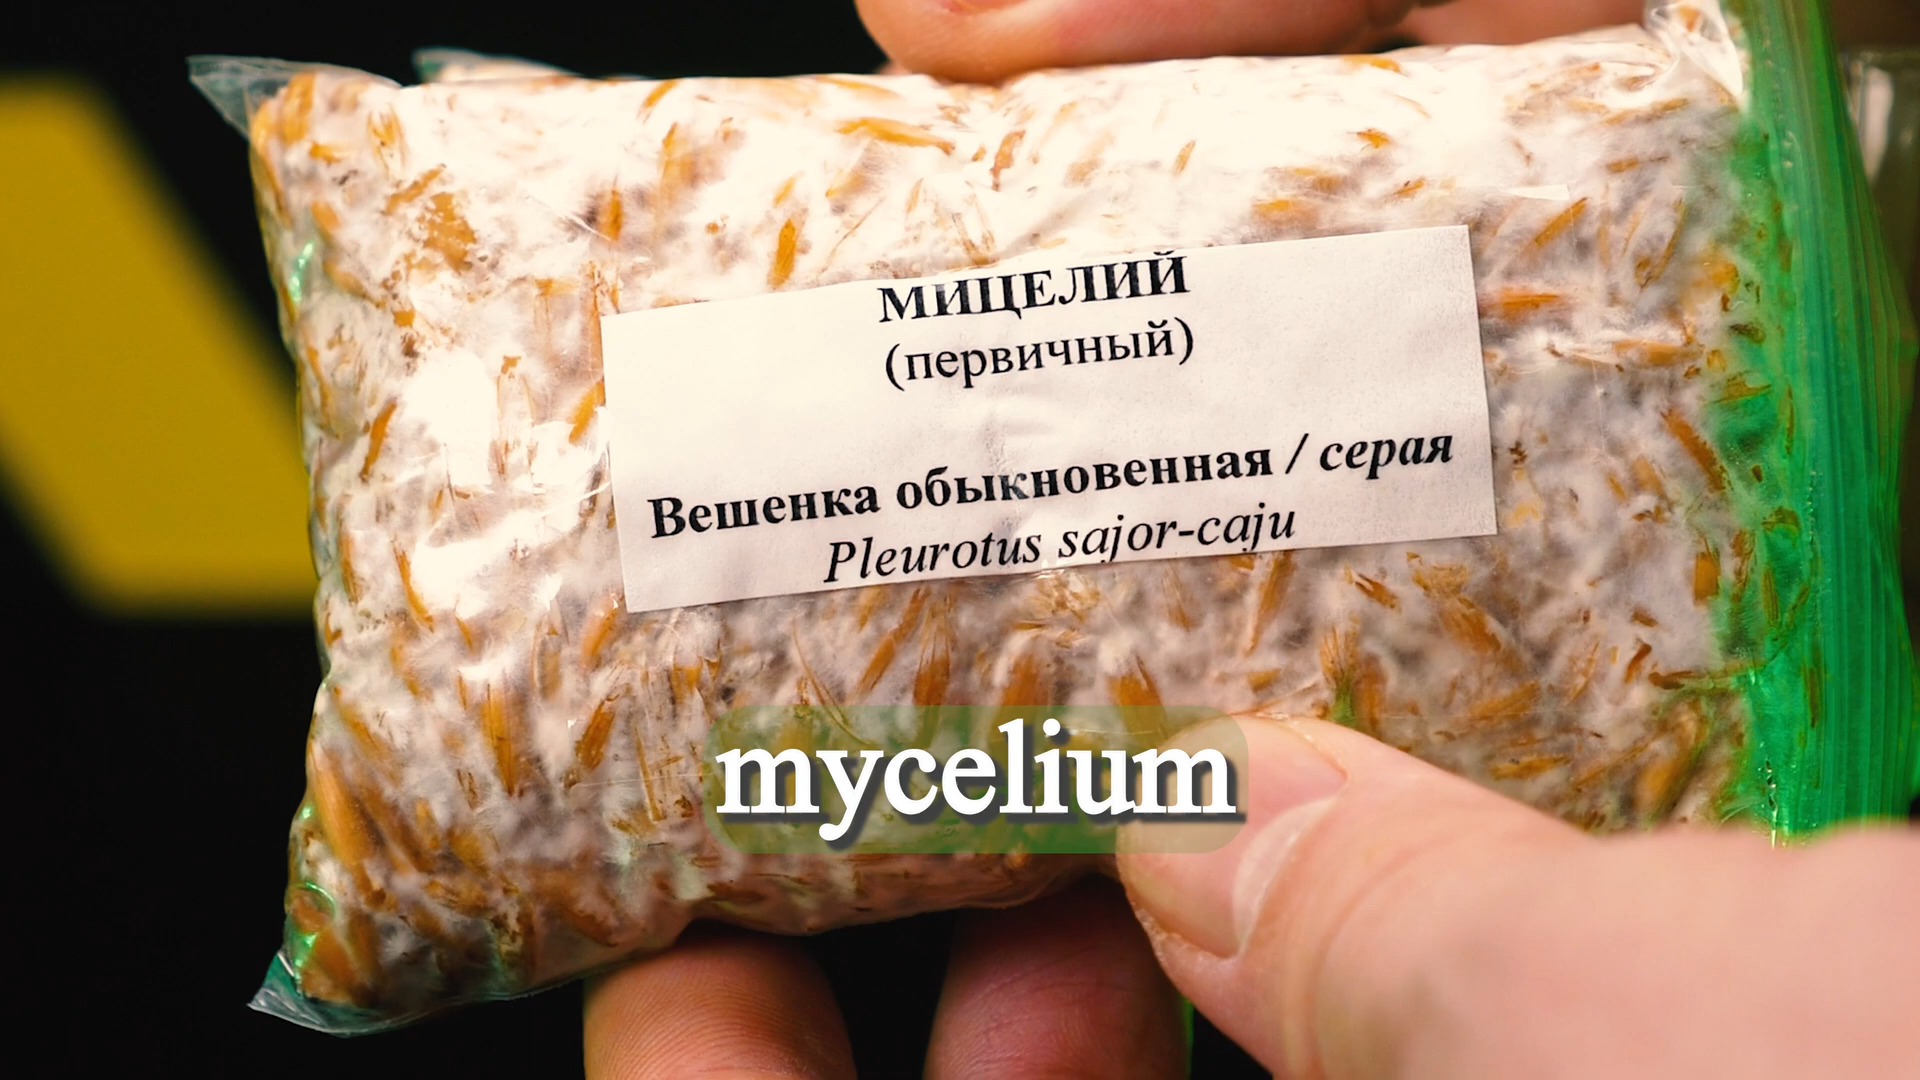 МИЦЕЛИЙ
(первичный)
Вешенка обыкновенная / серая
Pleurotus sajor-caju
mycelium